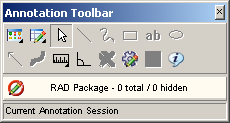 Annotation Toolbar
ab
RAD Package - 0 total / 0 hidden
Current Annotation Session